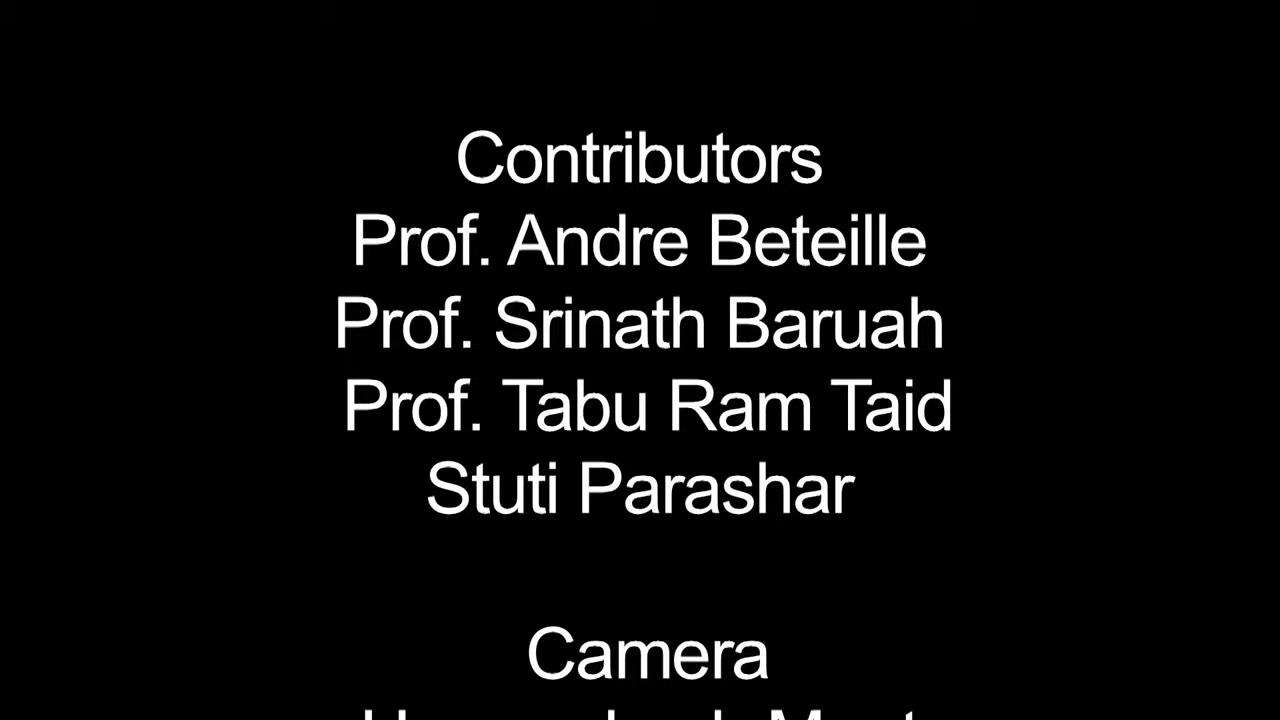 Contributors
Prof. Andre Beteille
Prof. Srinath Baruah
Prof. Tabu Ram Taid
Stuti Parashar
Camera